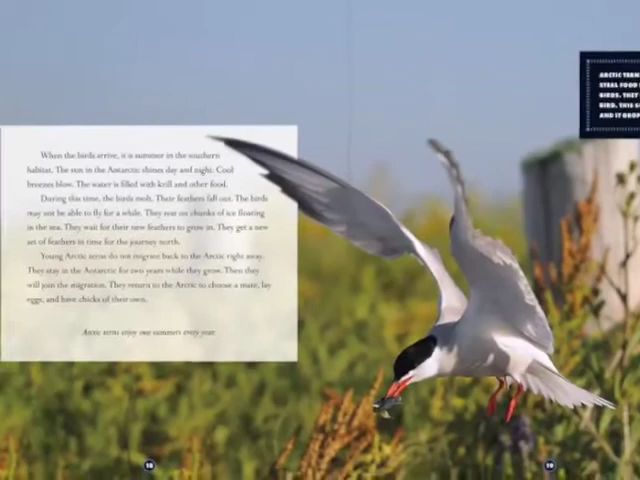 When the birds arrive, it is summer in the southern
habitat. The sun in the Antarctic shines day and night. Cool
breezes blow. The water is filled with krill and other food.
During this time, the birds molt. Their feathers fall out. The birds
may not be able to fly for a while. They rest on chunks of ice floating
in the sea. They wait for their new feathers to grow in. They get a new
set of feathers in time for the journey north.
Young Arctic terns do not migrate back to the Arctic right away.
They stay in the Antarctic for two years while they grow. Then they
will join the migration. They return to the Arctic to choose a mate, lay
eggs, and have chicks of their own.
Arctic terns enjoy two summers every year.
ARCTIC TERN
STEAL FOOD
BIRDS. THEY
BIRD. THIS
AND IT DROP
18
19